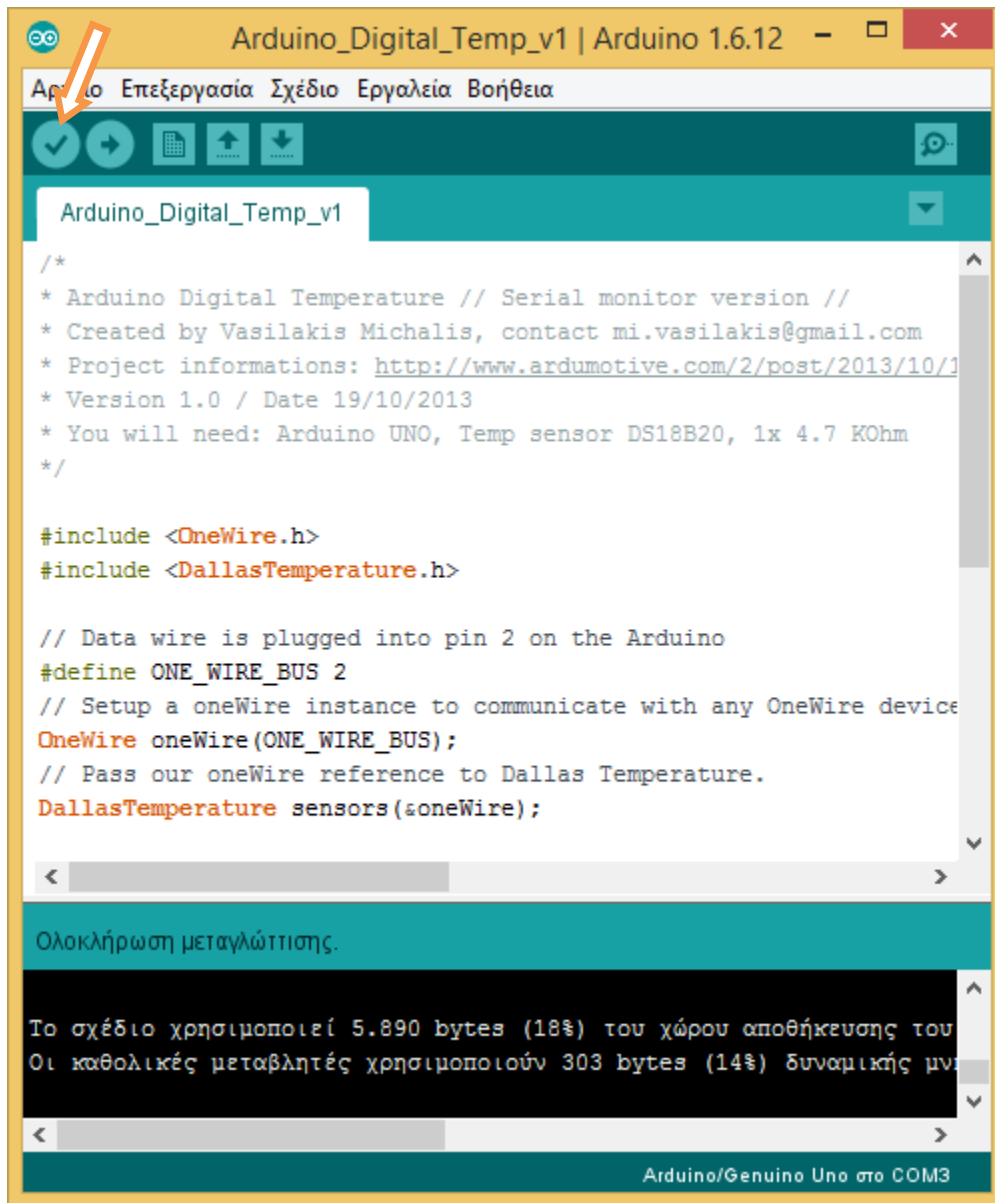 Arduino_Digital_Temp_v1 | Arduino 1.6.12
Αρχείο Επεξεργασία Σχέδιο Εργαλεία Βοήθεια
Arduino_Digital_Temp_v1
/*
* Arduino Digital Temperature // Serial monitor version //
* Created by Vasilakis Michalis, contact mi.vasilakis@gmail.com
* Project informations: http://www.ardumotive.com/2/post/2013/10/1
* Version 1.0 / Date 19/10/2013
* You will need: Arduino UNO, Temp sensor DS18B20, 1x 4.7 KOhm
*/
#include <OneWire.h>
#include <DallasTemperature.h>
// Data wire is plugged into pin 2 on the Arduino
#define ONE_WIRE_BUS 2
// Setup a oneWire instance to communicate with any OneWire device
OneWire oneWire(ONE_WIRE_BUS);
// Pass our oneWire reference to Dallas Temperature.
DallasTemperature sensors(&oneWire);
Ολοκλήρωση μεταγλώττισης.
Το σχέδιο χρησιμοποιεί 5.890 bytes (18%) του χώρου αποθήκευσης του
Οι καθολικές μεταβλητές χρησιμοποιούν 303 bytes (14%) δυναμικής μν
Arduino/Genuino Uno στο COM3